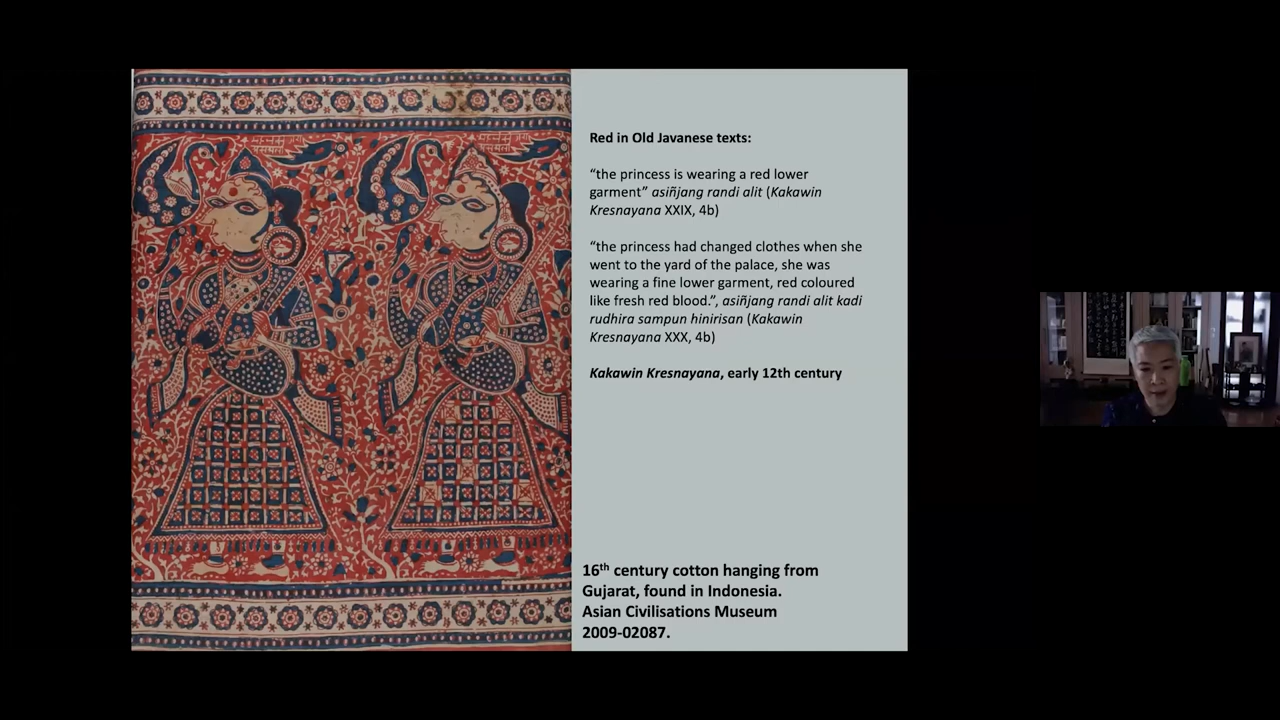 Red in Old Javanese texts:
“the princess is wearing a red lower
garment” asiñjang randi alit (Kakawin
Kresnayana XXIX, 4b)
“the princess had changed clothes when she
went to the yard of the palace, she was
wearing a fine lower garment, red coloured
like fresh red blood.”, asiñjang randi alit kadi
rudhira sampun hinirisan (Kakawin
Kresnayana XXX, 4b)
Kakawin Kresnayana, early 12th century
16th century cotton hanging from
Gujarat, found in Indonesia.
Asian Civilisations Museum
2009-02087.